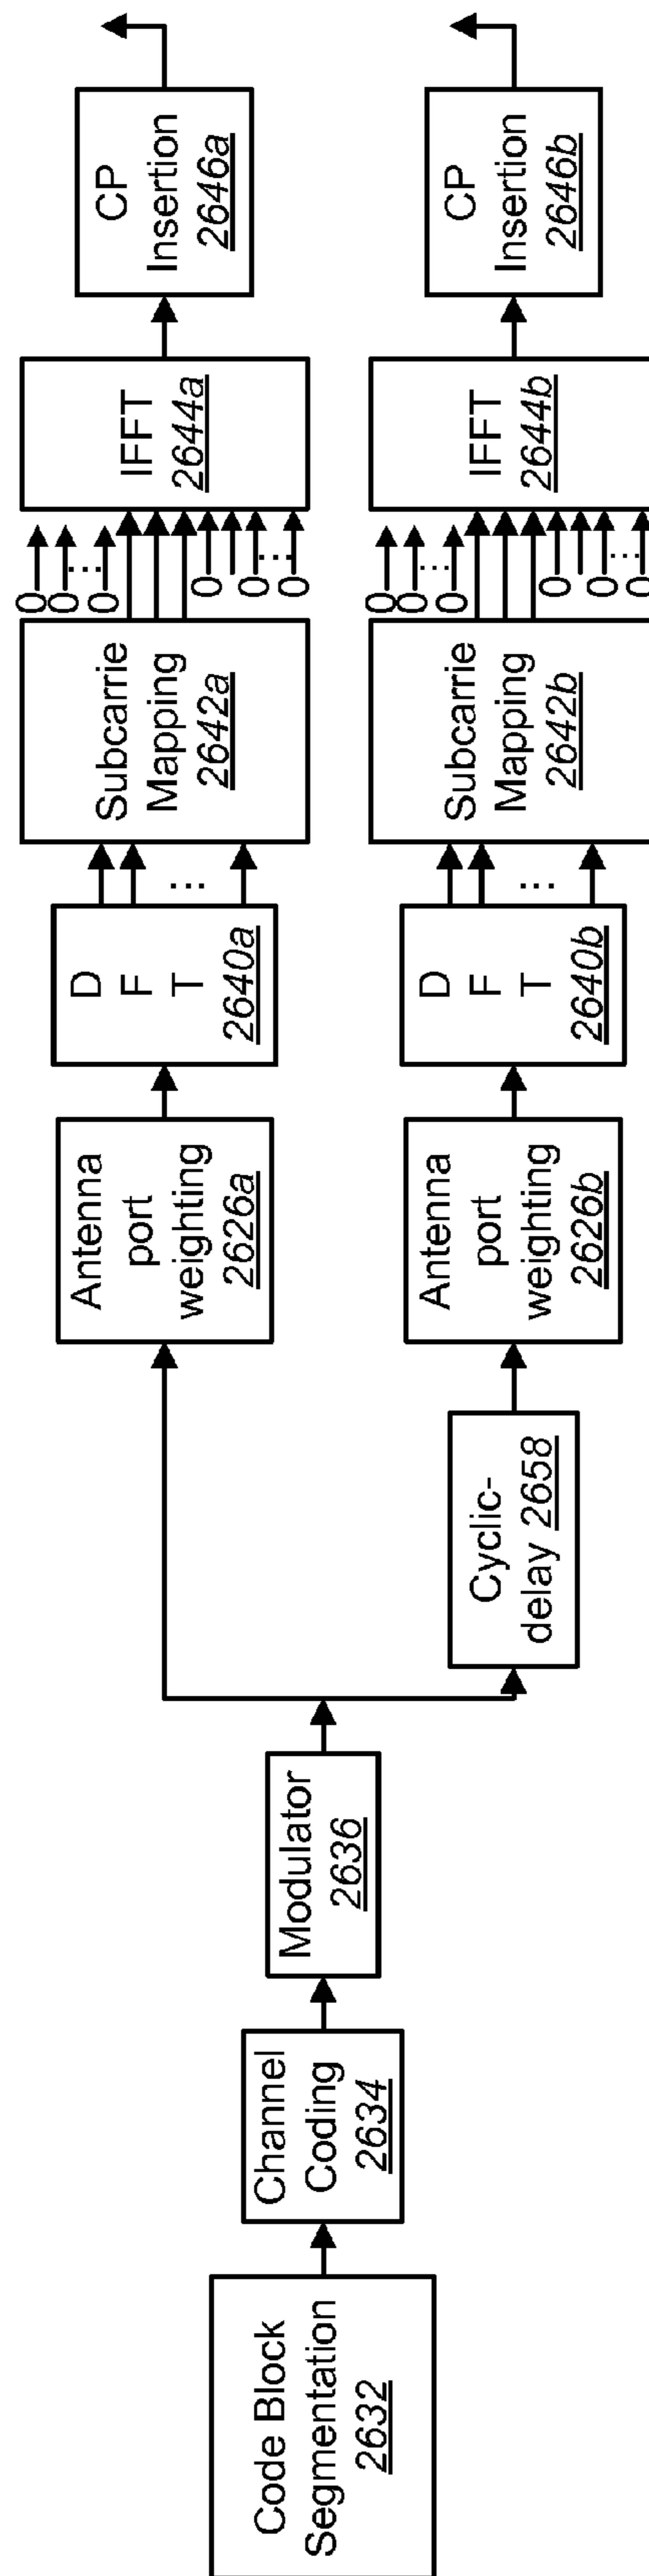 Code Block
Segmentation
2632
Channel
Coding
2634
Modulator
2636
Antenna
port
weighting
2626a
D
F
T
2640a
...
Subcarrie
Mapping
2642a
0
0
...
0
0
0
...
0
IFFT
2644a
CP
Insertion
2646a
Cyclic-
delay 2658
Antenna
port
weighting
2626b
D
F
T
2640b
...
Subcarrie
Mapping
2642b
0
0
...
0
0
0
...
0
IFFT
2644b
CP
Insertion
2646b